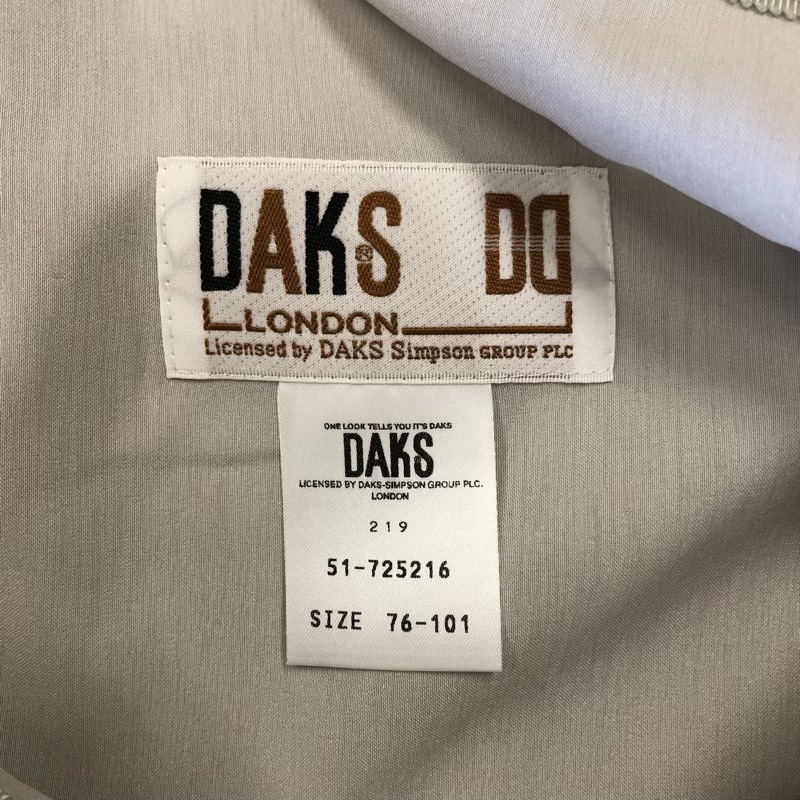 DAKS® DD
LONDON
Licensed by DAKS Simpson GROUP PLC
ONE LOOK TELLS YOU IT'S DAKS
DAKS
LICENSED BY DAKS-SIMPSON GROUP PLC.
LONDON
219
51-725216
SIZE 76-101